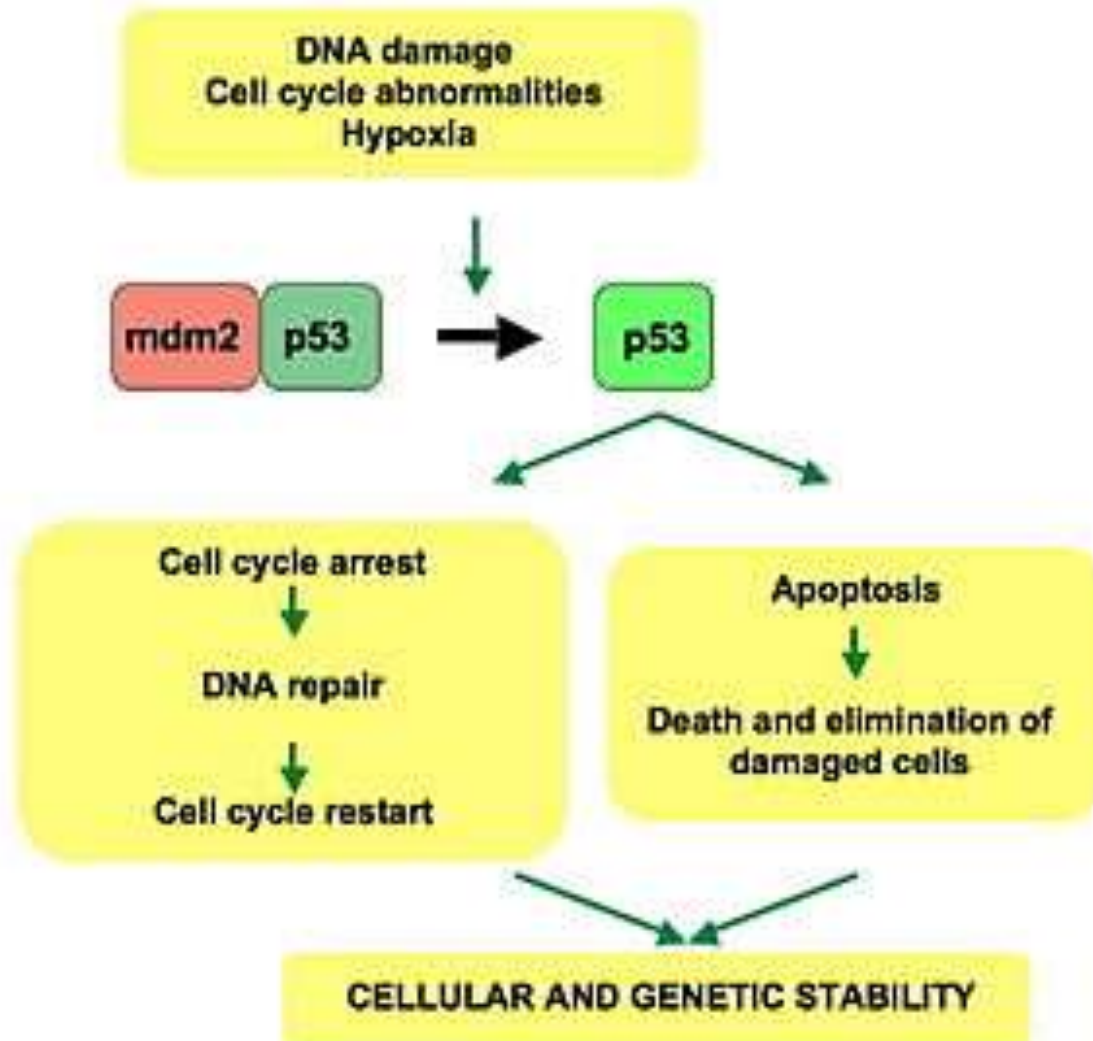 DNA damage
Cell cycle abnormalities
Hypoxia
mdm2 p53
p53
Cell cycle arrest
DNA repair
Cell cycle restart
Apoptosis
Death and elimination of
damaged cells
CELLULAR AND GENETIC STABILITY